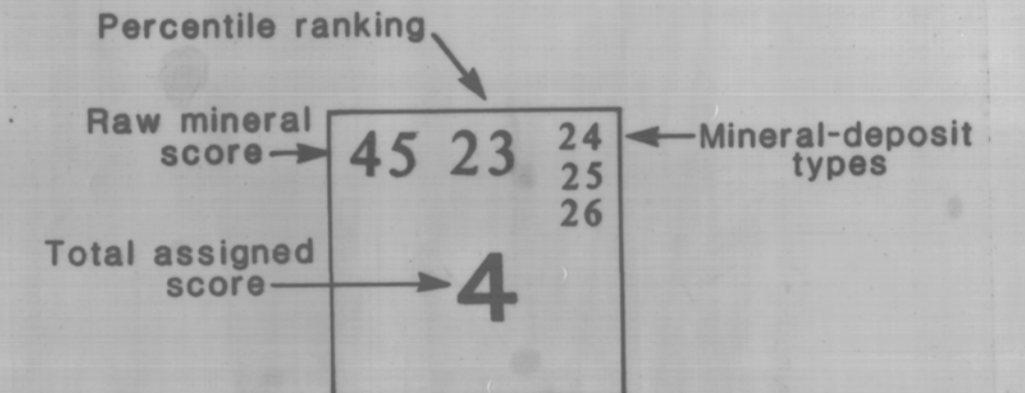 Percentile ranking
Raw mineral
score
45 23 24
25
26
Mineral-deposit
types
Total assigned
score
4